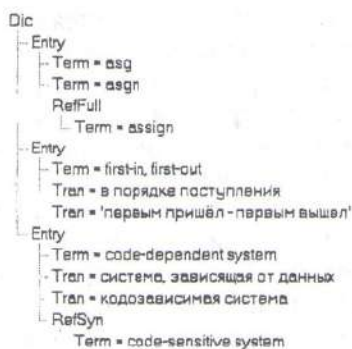 Dic
Entry
Term = asg
Term = asgn
RefFull
Term = assign
Entry
Term = first-in, first-out
Tran = в порядке поступления
Tran = 'первым пришёл - первым вышел'
Entry
Term = code-dependent system
Tran = система, зависящая от данных
Tran = кодозависимая система
RefSyn
Term = code-sensitive system